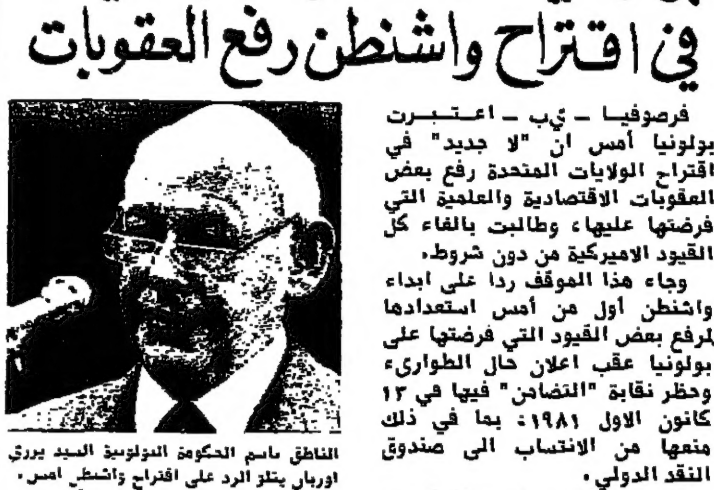 في اقتراح واشنطن رفع العقوبات
فرصوفيا – ي‌ب – اعتبرت
بولونيا أمس ان "لا جديد" في
اقتراح الولايات المتحدة رفع بعض
العقوبات الاقتصادية والعلمية التي
فرضتها عليها، وطالبت بالغاء كل
القيود الاميركية من دون شروط.
وجاء هذا الموقف ردا على ابداء
واشنطن أول من أمس استعدادها
لرفع بعض القيود التي فرضتها على
بولونيا عقب اعلان حال الطوارىء
وحظر نقابة "التضامن" فيها في ١٣
كانون الاول ١٩٨١، بما في ذلك
منعها من الانتساب الى صندوق
النقد الدولي.
الناطق باسم الحكومة البولونية السيد يرزي
اوربان يتلو الرد على اقتراح واشنطن امس.